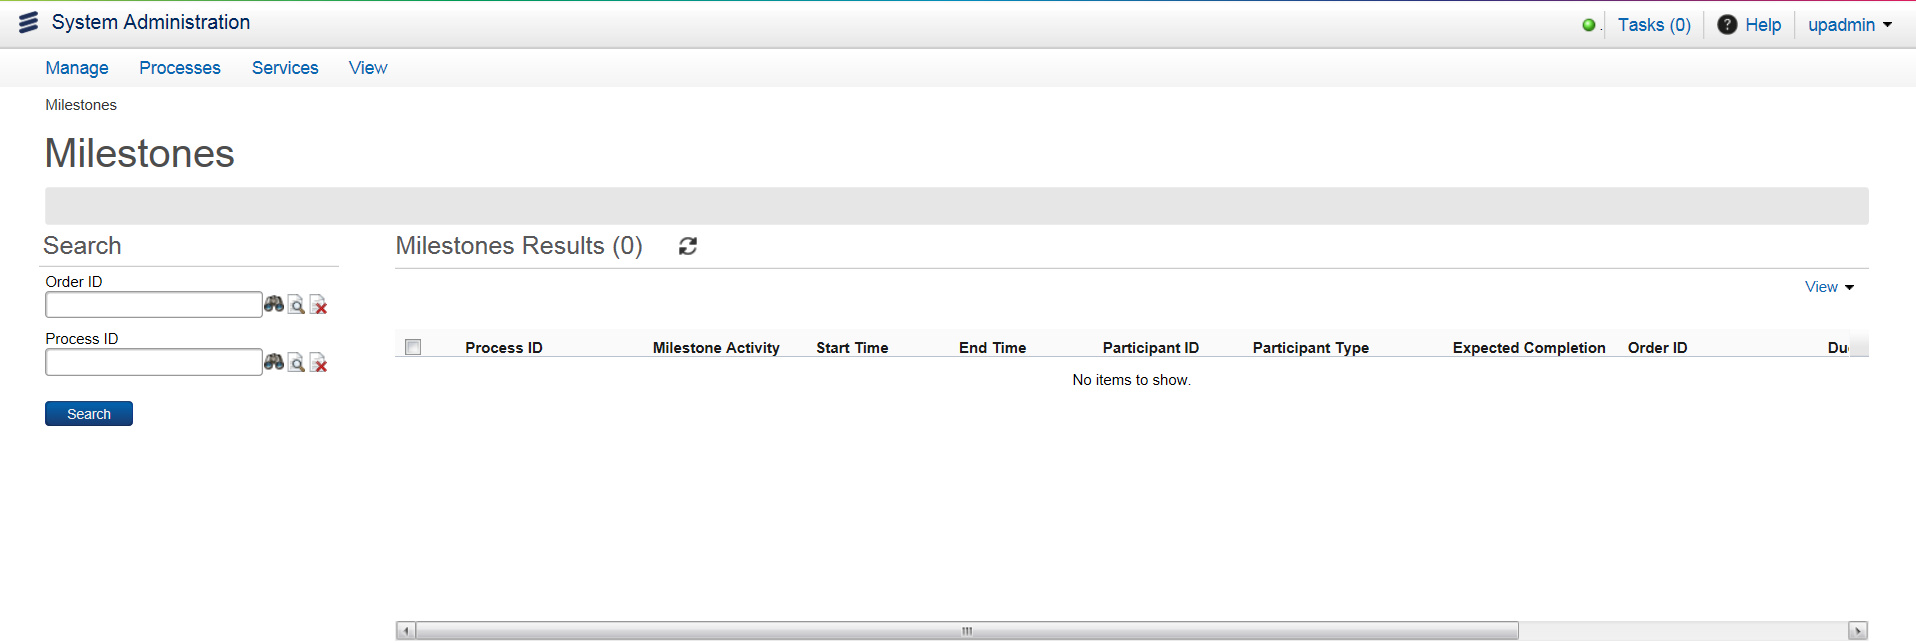 System Administration
. Tasks (0) ? Help upadmin
Manage Processes Services View
Milestones
Milestones
Search
Milestones Results (0)
Order ID
View
Process ID
Process ID Milestone Activity Start Time End Time Participant ID Participant Type Expected Completion Order ID
No items to show.
Search